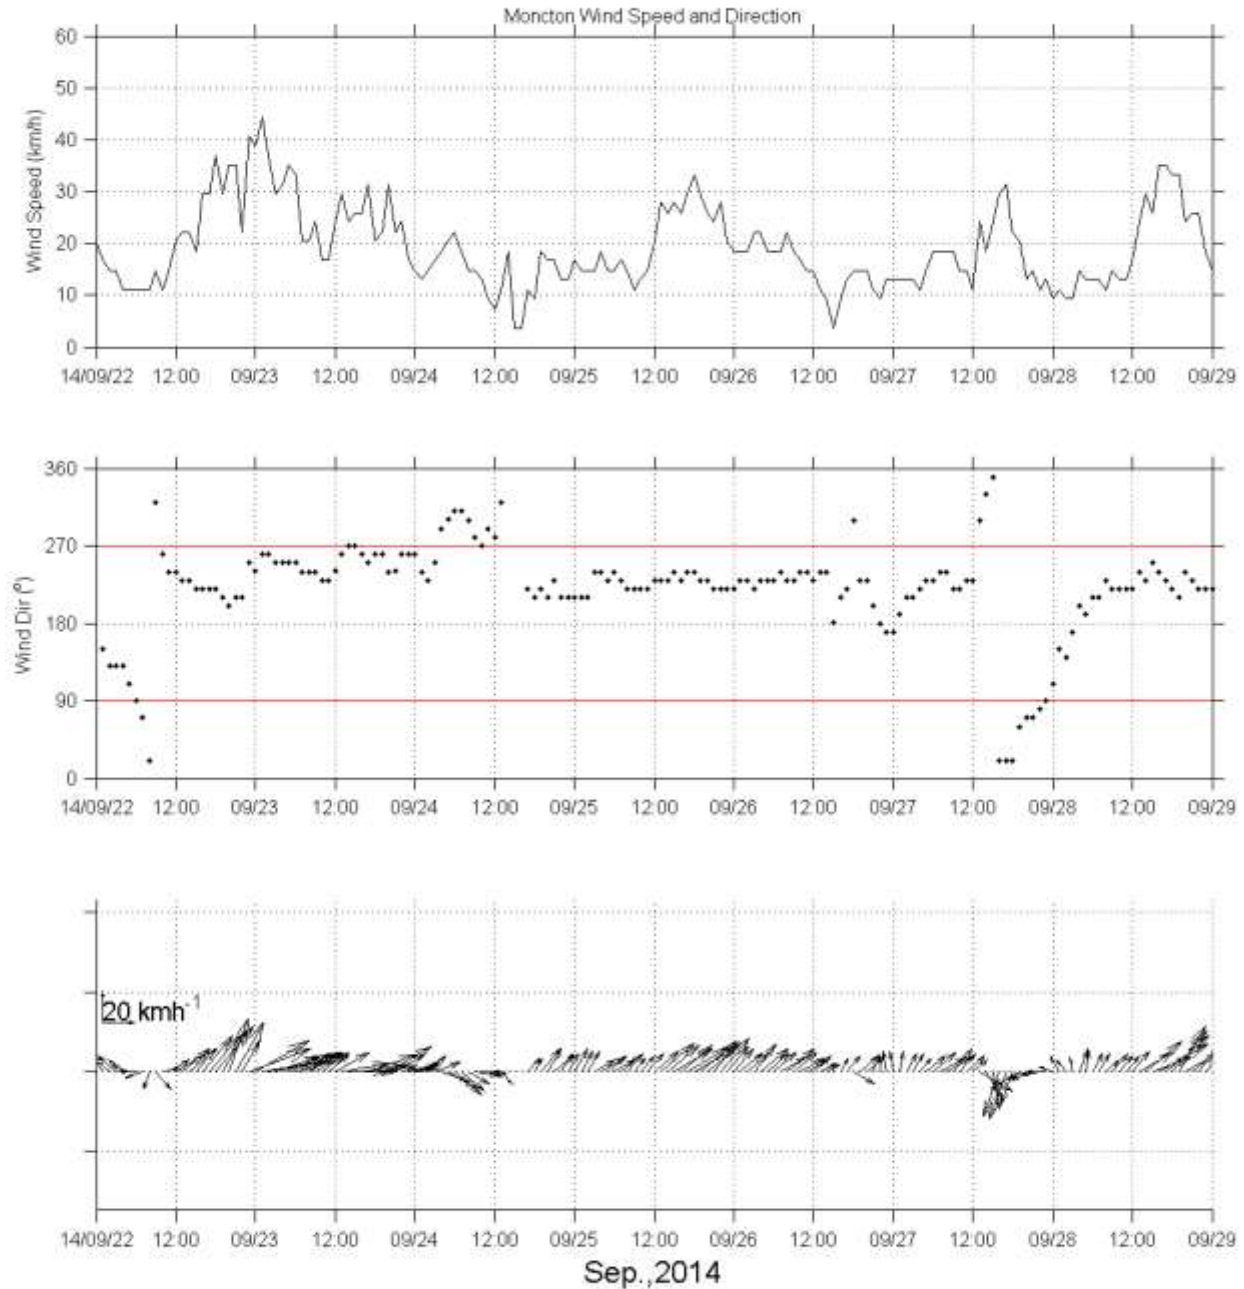 Moncton Wind Speed and Direction
60
50
40
30
20
10
0
Wind Speed (km/h)
14/09/22 12:00 09/23 12:00 09/24 12:00 09/25 12:00 09/26 12:00 09/27 12:00 09/28 12:00 09/29
360
270
180
90
0
Wind Dir (°)
14/09/22 12:00 09/23 12:00 09/24 12:00 09/25 12:00 09/26 12:00 09/27 12:00 09/28 12:00 09/29
20 kmh⁻¹
14/09/22 12:00 09/23 12:00 09/24 12:00 09/25 12:00 09/26 12:00 09/27 12:00 09/28 12:00 09/29
Sep.,2014